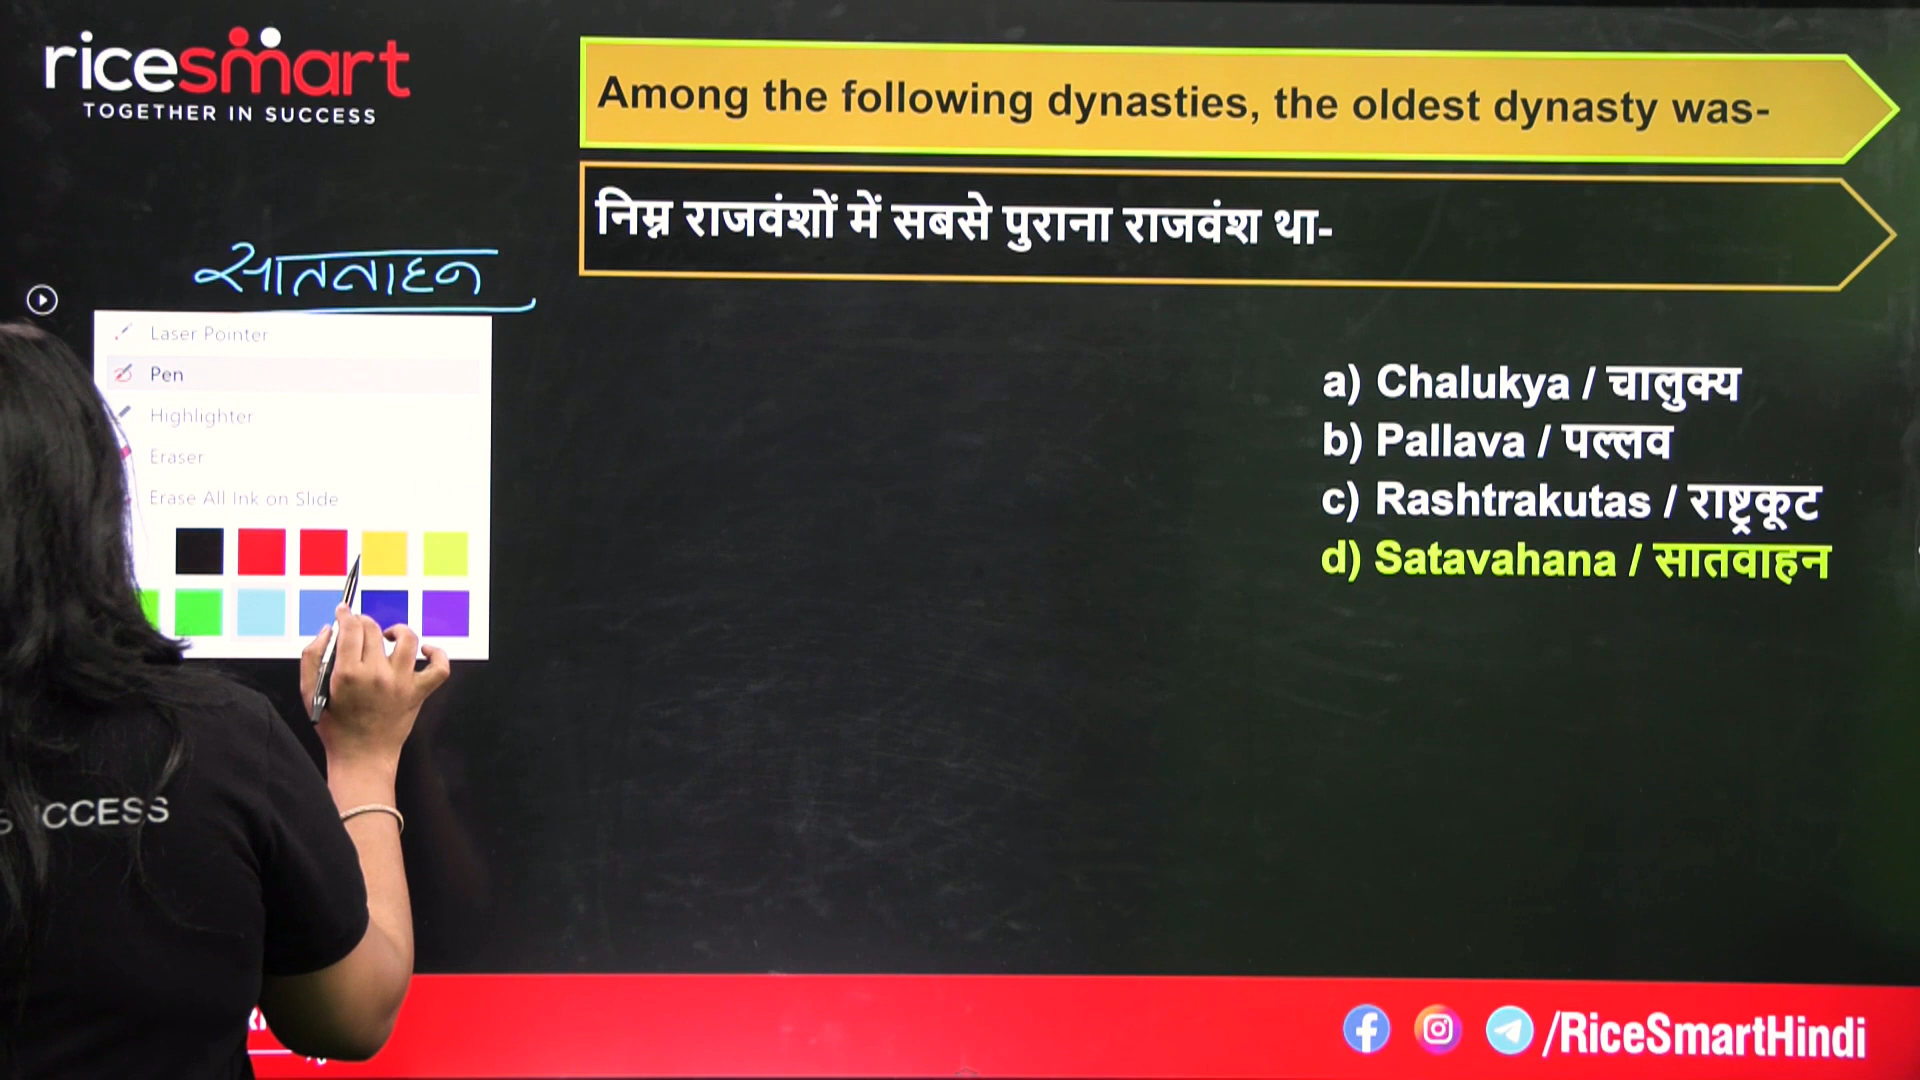 ricesmart
TOGETHER IN SUCCESS
Among the following dynasties, the oldest dynasty was-
निम्न राजवंशों में सबसे पुराना राजवंश था-
सातवाहन
Laser Pointer
Pen
Highlighter
Eraser
Erase All Ink on Slide
a) Chalukya / चालुक्य
b) Pallava / पल्लव
c) Rashtrakutas / राष्ट्रकूट
d) Satavahana / सातवाहन
/RiceSmartHindi